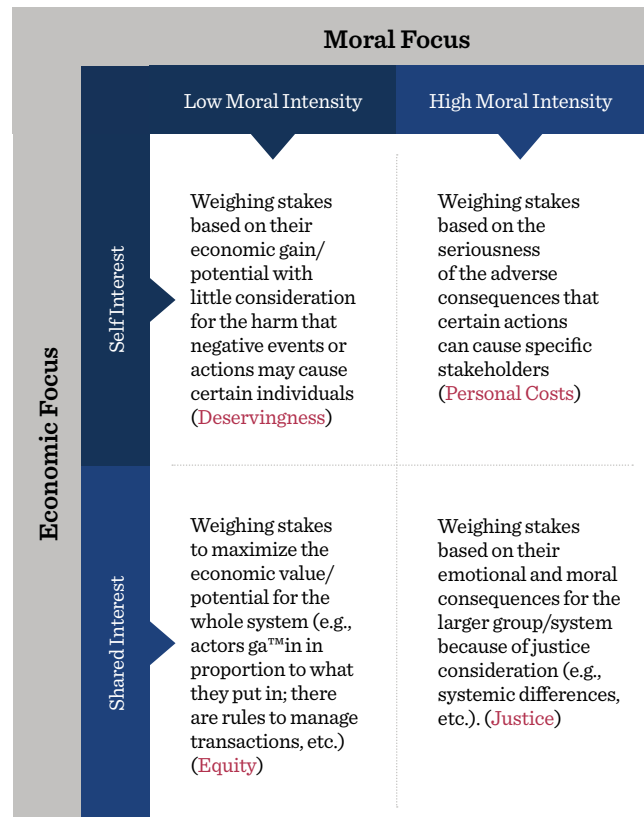 Moral Focus
Low Moral Intensity
High Moral Intensity
Economic Focus
Self Interest
Weighing stakes
based on their
economic gain/
potential with
little consideration
for the harm that
negative events or
actions may cause
certain individuals
(Deservingness)
Weighing stakes
based on the
seriousness
of the adverse
consequences that
certain actions
can cause specific
stakeholders
(Personal Costs)
Shared Interest
Weighing stakes
to maximize the
economic value/
potential for the
whole system (e.g.,
actors ga™in in
proportion to what
they put in; there
are rules to manage
transactions, etc.)
(Equity)
Weighing stakes
based on their
emotional and moral
consequences for the
larger group/system
because of justice
consideration (e.g.,
systemic differences,
etc.). (Justice)